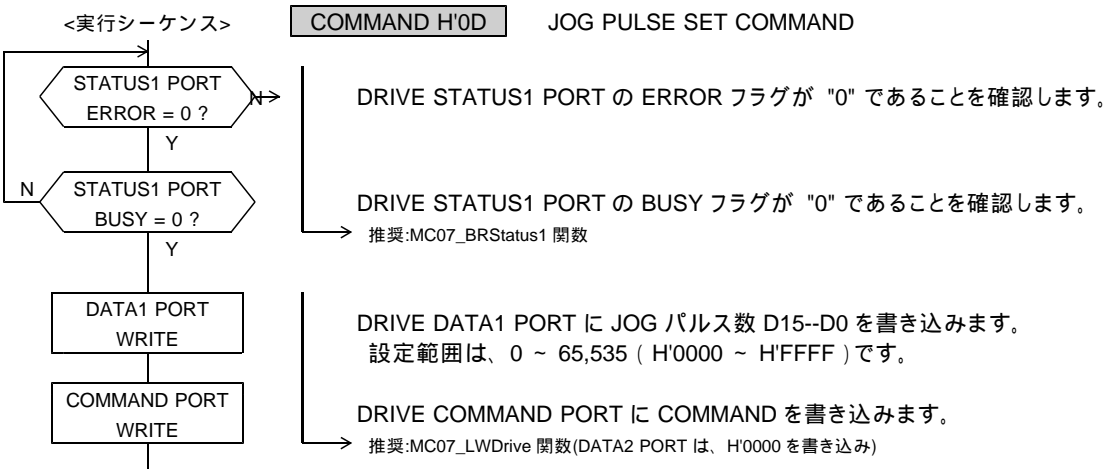 <実行シーケンス>
COMMAND H'0D JOG PULSE SET COMMAND
STATUS1 PORT
ERROR = 0 ?
N
DRIVE STATUS1 PORT の ERROR フラグが "0" であることを確認します。
Y
N
STATUS1 PORT
BUSY = 0 ?
DRIVE STATUS1 PORT の BUSY フラグが "0" であることを確認します。
推奨:MC07_BRStatus1 関数
Y
DATA1 PORT
WRITE
DRIVE DATA1 PORT に JOG パルス数 D15--D0 を書き込みます。
設定範囲は、0 ~ 65,535 ( H'0000 ~ H'FFFF ) です。
COMMAND PORT
WRITE
DRIVE COMMAND PORT に COMMAND を書き込みます。
推奨:MC07_LWDrive 関数(DATA2 PORT は、H'0000 を書き込み)